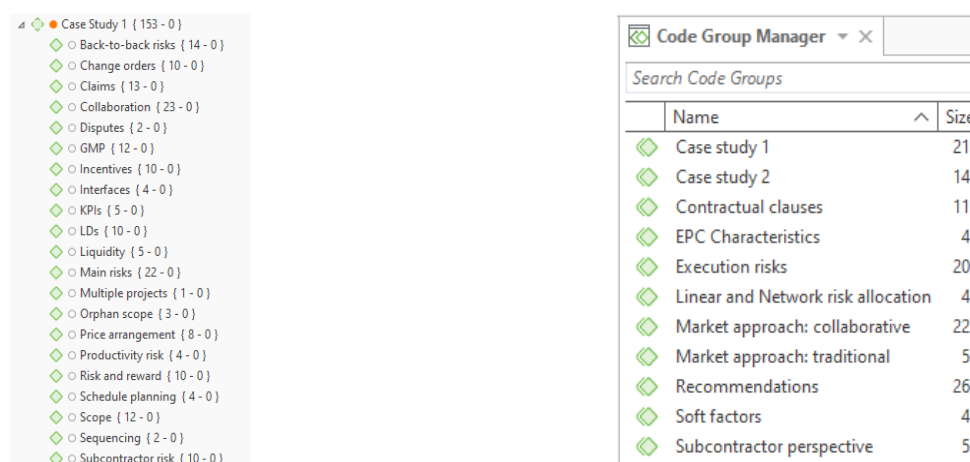 Case Study 1 { 153 - 0 }
Back-to-back risks { 14 - 0 }
Change orders { 10 - 0 }
Claims { 13 - 0 }
Collaboration { 23 - 0 }
Disputes { 2 - 0 }
GMP { 12 - 0 }
Incentives { 10 - 0 }
Interfaces { 4 - 0 }
KPIs { 5 - 0 }
LDs { 10 - 0 }
Liquidity { 5 - 0 }
Main risks { 22 - 0 }
Multiple projects { 1 - 0 }
Orphan scope { 3 - 0 }
Price arrangement { 8 - 0 }
Productivity risk { 4 - 0 }
Risk and reward { 10 - 0 }
Schedule planning { 4 - 0 }
Scope { 12 - 0 }
Sequencing { 2 - 0 }
Subcontractor risk { 10 - 0 }
Code Group Manager
Search Code Groups
Name Size
Case study 1 21
Case study 2 14
Contractual clauses 11
EPC Characteristics 4
Execution risks 20
Linear and Network risk allocation 4
Market approach: collaborative 22
Market approach: traditional 5
Recommendations 26
Soft factors 4
Subcontractor perspective 5